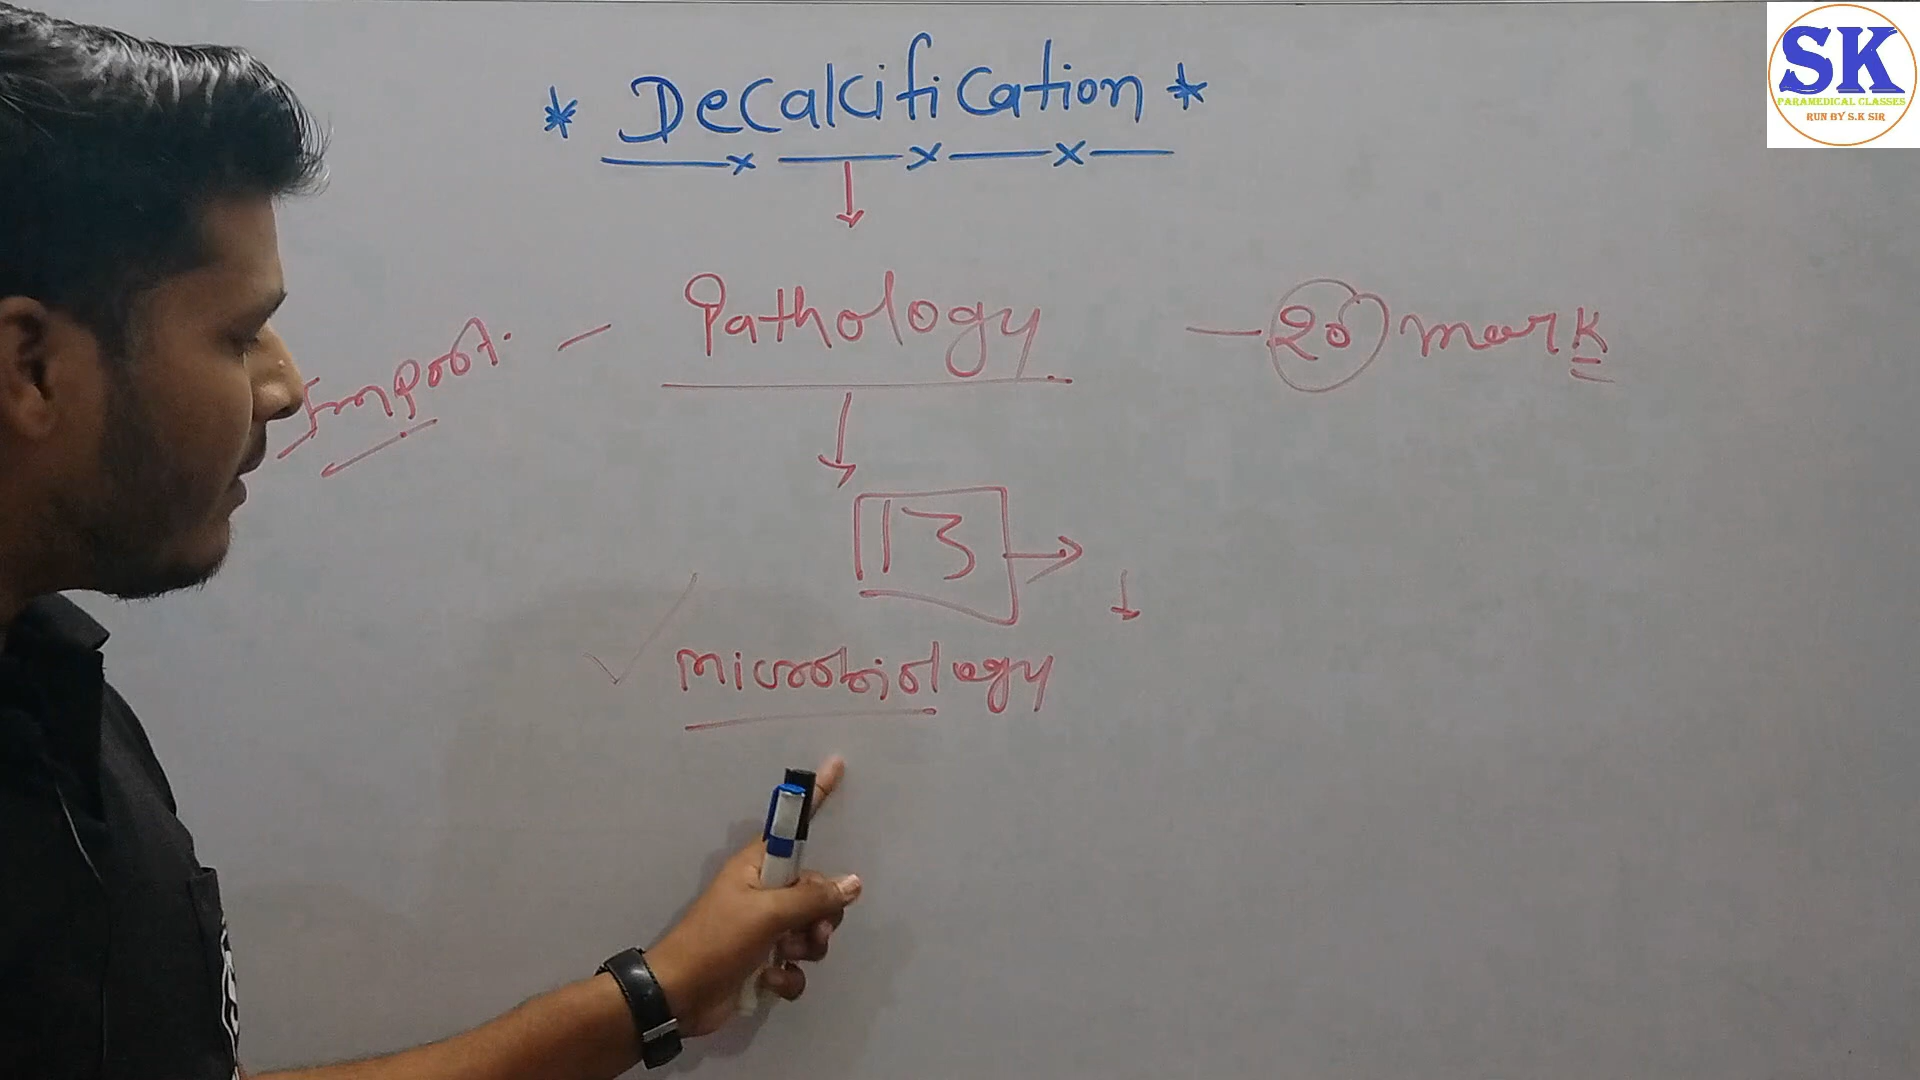 SK
PARAMEDICAL CLASSES
RUN BY S.K SIR
* Decalcification *
Import. - Pathology - 20 mark
13 →
microbiology